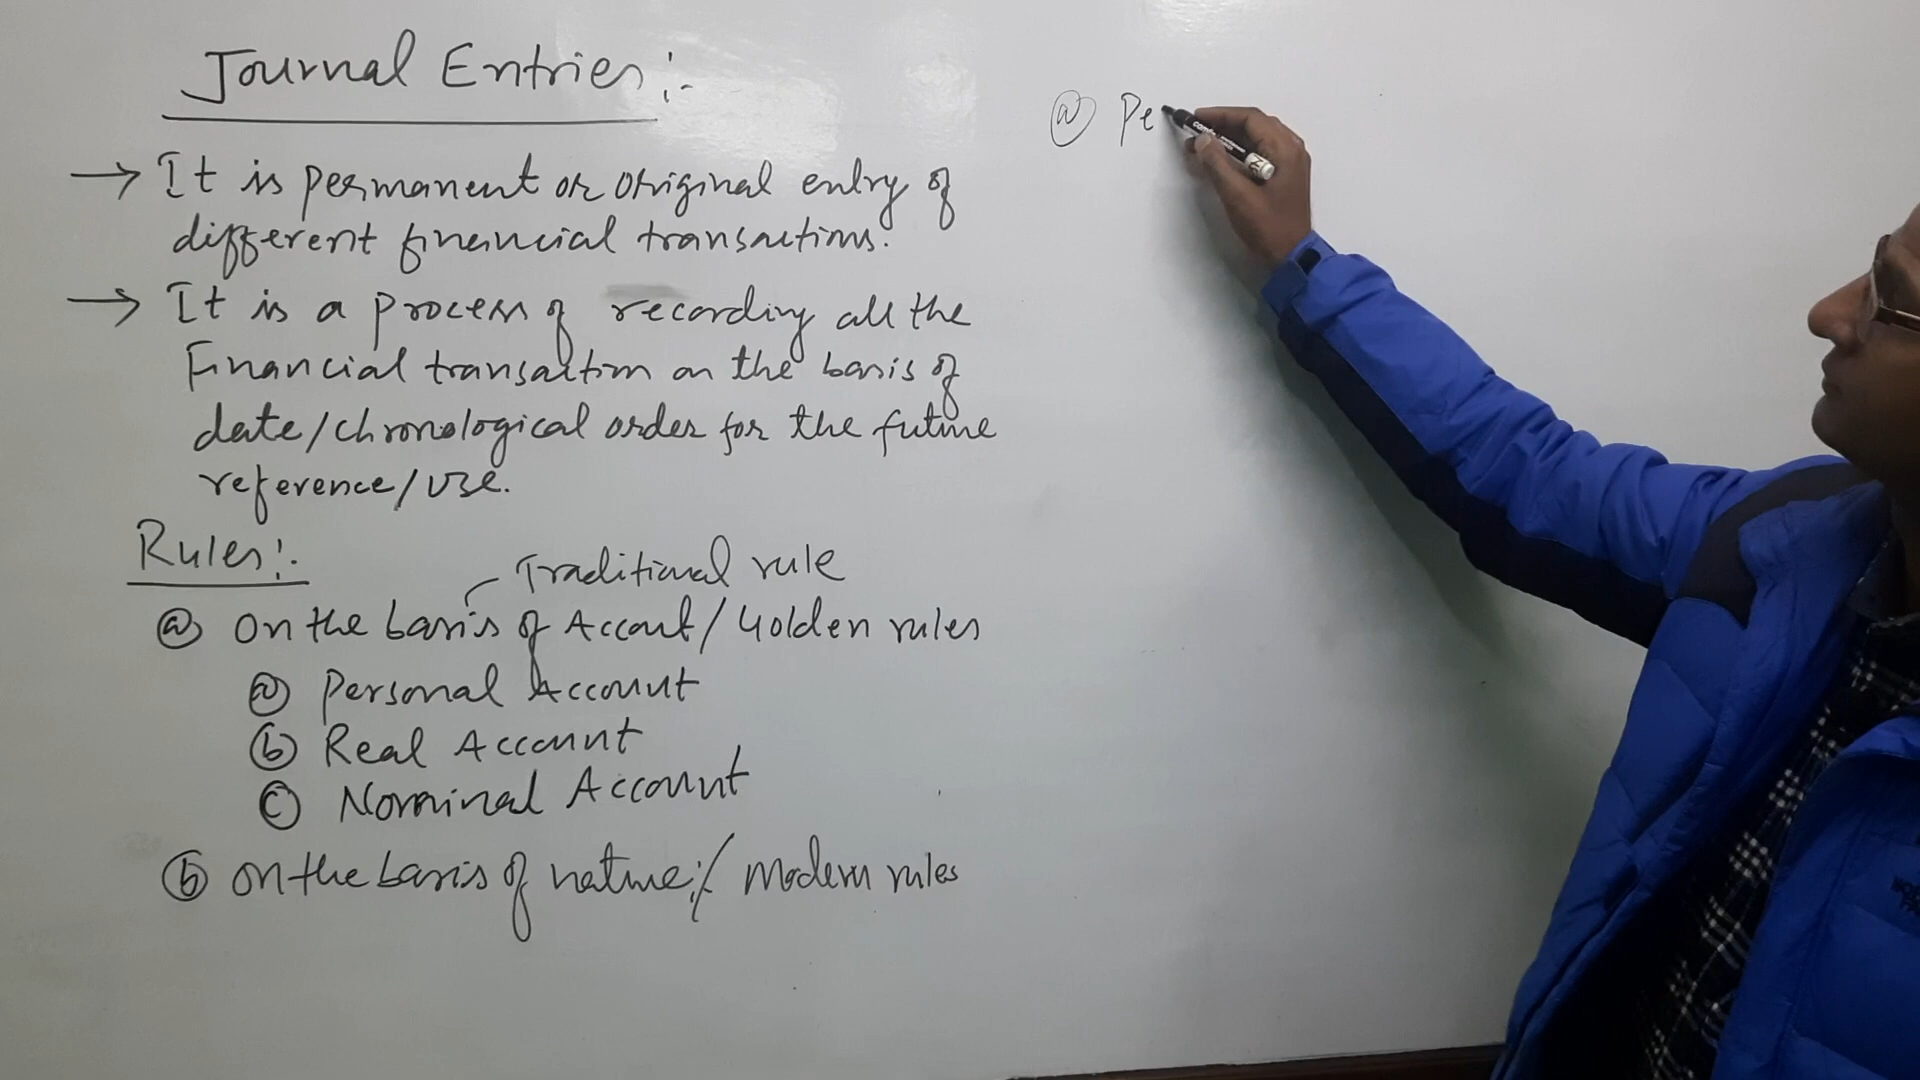 Journal Entries:-
→ It is permanent or original entry of
different financial transactions.
→ It is a process of recording all the
Financial transaction on the basis of
date/chronological order for the future
reference/use.
Rules:-
Traditional rule
ⓐ on the basis of Account/Golden rules
ⓐ Personal Account
ⓑ Real Account
ⓒ Nominal Account
ⓑ on the basis of nature:/ Modern rules
ⓐ Pe